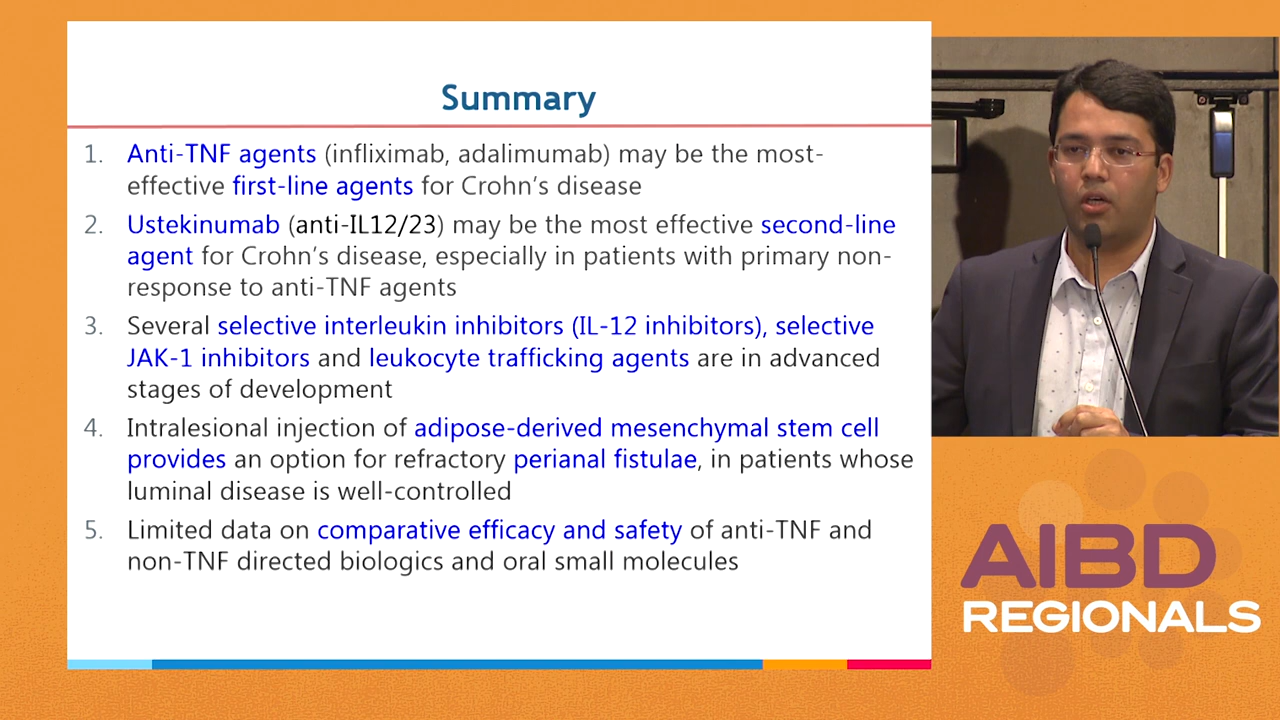 Summary
1. Anti-TNF agents (infliximab, adalimumab) may be the most-
effective first-line agents for Crohn's disease
2. Ustekinumab (anti-IL12/23) may be the most effective second-line
agent for Crohn's disease, especially in patients with primary non-
response to anti-TNF agents
3. Several selective interleukin inhibitors (IL-12 inhibitors), selective
JAK-1 inhibitors and leukocyte trafficking agents are in advanced
stages of development
4. Intralesional injection of adipose-derived mesenchymal stem cell
provides an option for refractory perianal fistulae, in patients whose
luminal disease is well-controlled
5. Limited data on comparative efficacy and safety of anti-TNF and
non-TNF directed biologics and oral small molecules
AIBD
REGIONALS